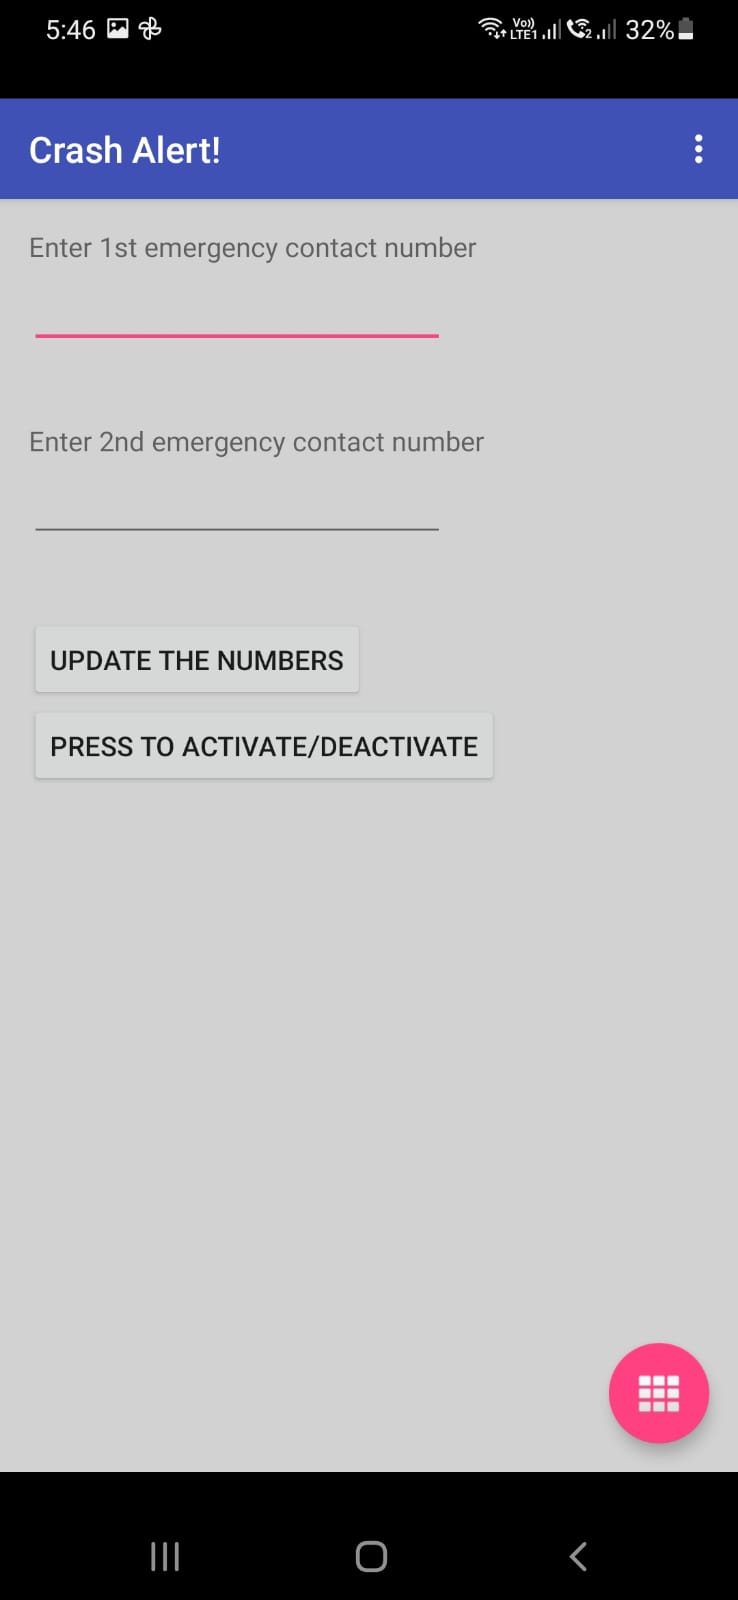 5:46 Vo)) LTE1 2 32%
Crash Alert!
Enter 1st emergency contact number
Enter 2nd emergency contact number
UPDATE THE NUMBERS
PRESS TO ACTIVATE/DEACTIVATE